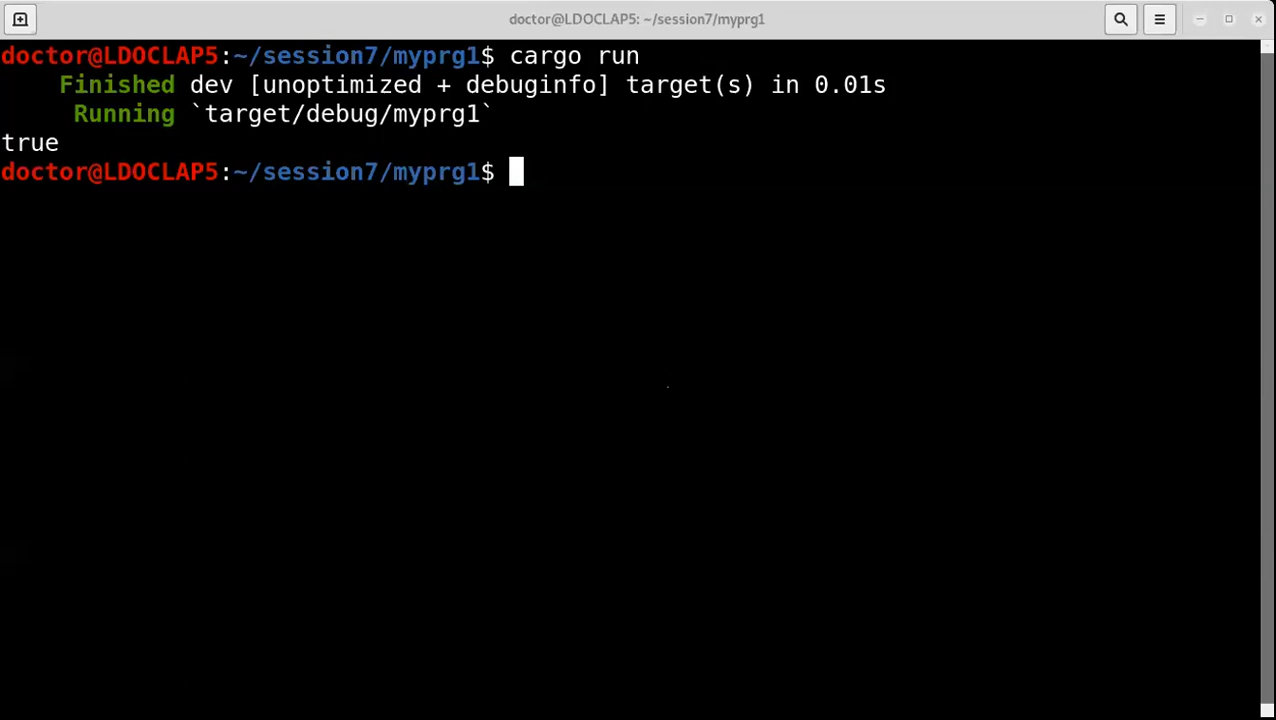 doctor@LDOCLAP5: ~/session7/myprg1
doctor@LDOCLAP5:~/session7/myprg1$ cargo run
    Finished dev [unoptimized + debuginfo] target(s) in 0.01s
     Running `target/debug/myprg1`
true
doctor@LDOCLAP5:~/session7/myprg1$